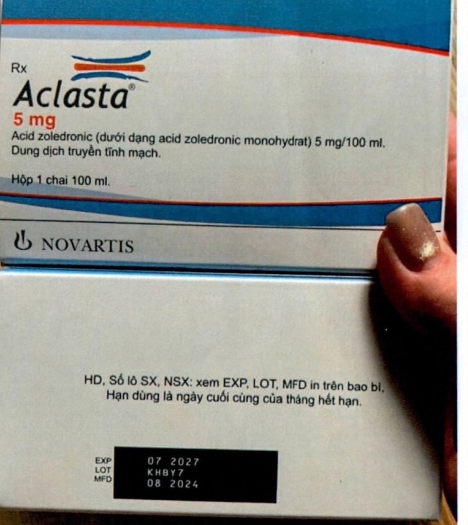 Rx
Aclasta®
5 mg
Acid zoledronic (dưới dạng acid zoledronic monohydrat) 5 mg/100 ml.
Dung dịch truyền tĩnh mạch.
Hộp 1 chai 100 ml.
NOVARTIS
HD, Số lô SX, NSX: xem EXP, LOT, MFD in trên bao bì,
Hạn dùng là ngày cuối cùng của tháng hết hạn.
EXP 07 2027
LOT KHBY7
MFD 08 2024